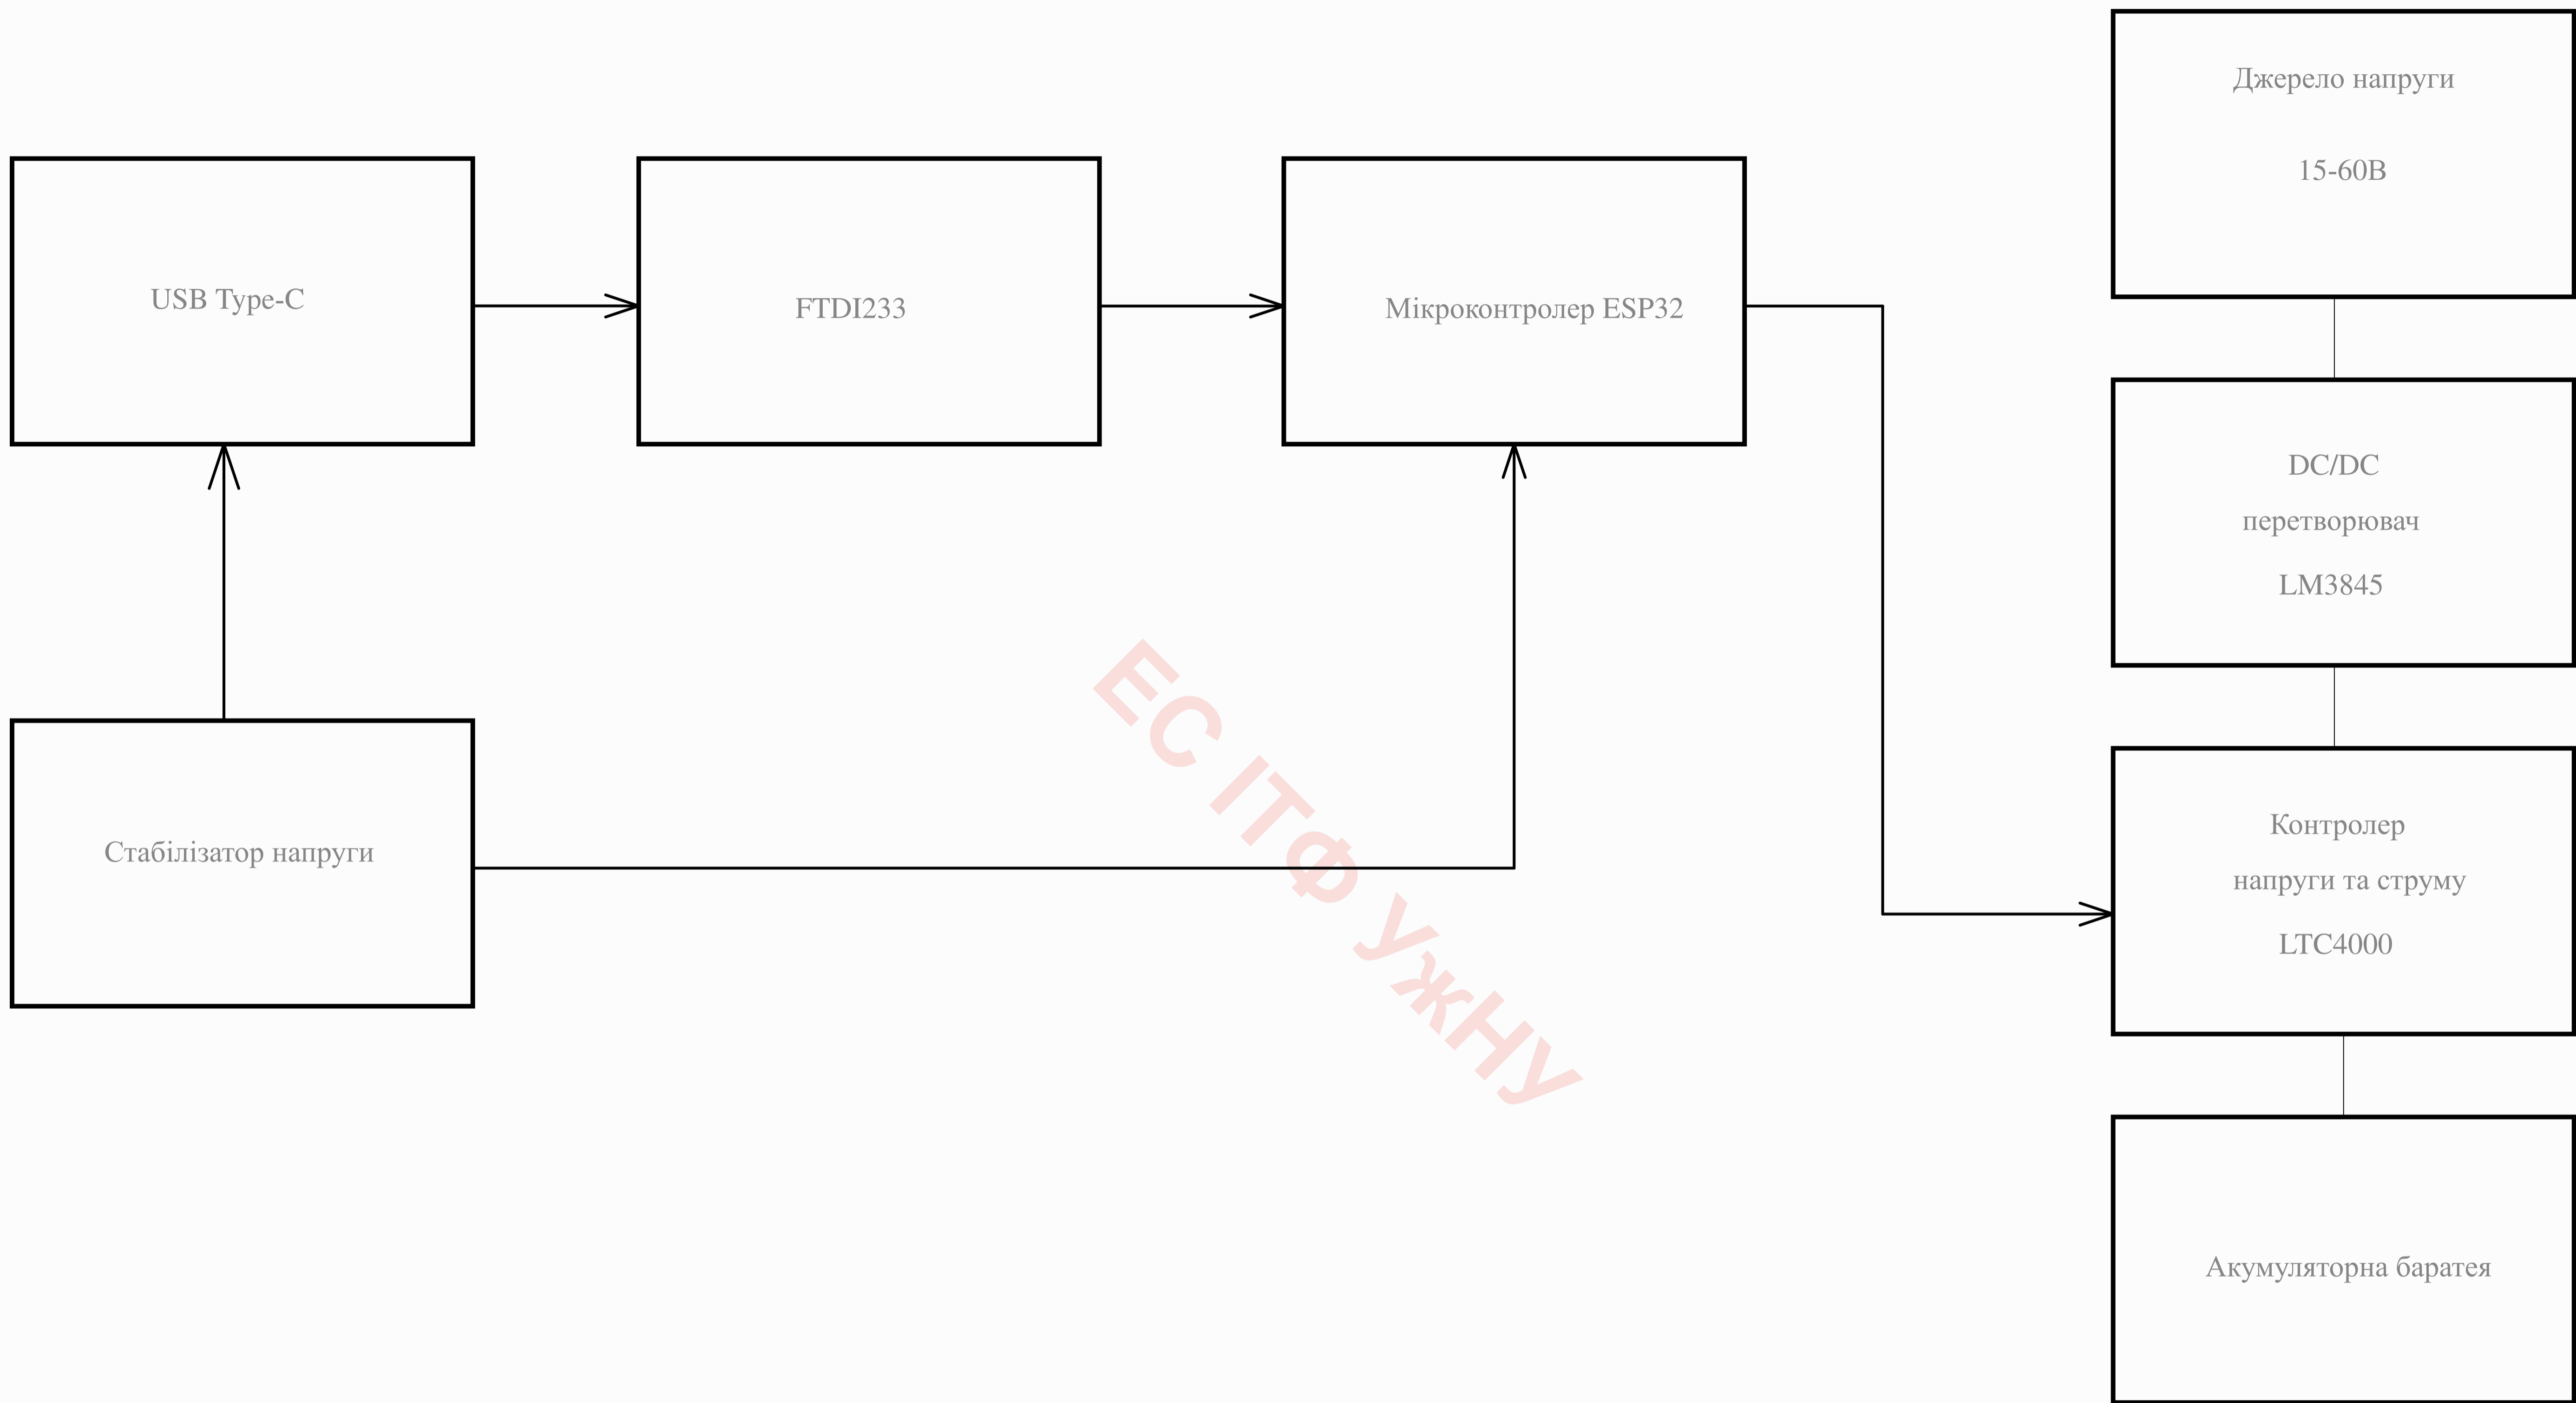 Джерело напруги
15-60В
USB Type-C
FTDI233
Мікроконтролер ESP32
DC/DC
перетворювач
LM3845
Стабілізатор напруги
Контролер
напруги та струму
LTC4000
Акумуляторна баратея
ЕС ІТФ УжНУ